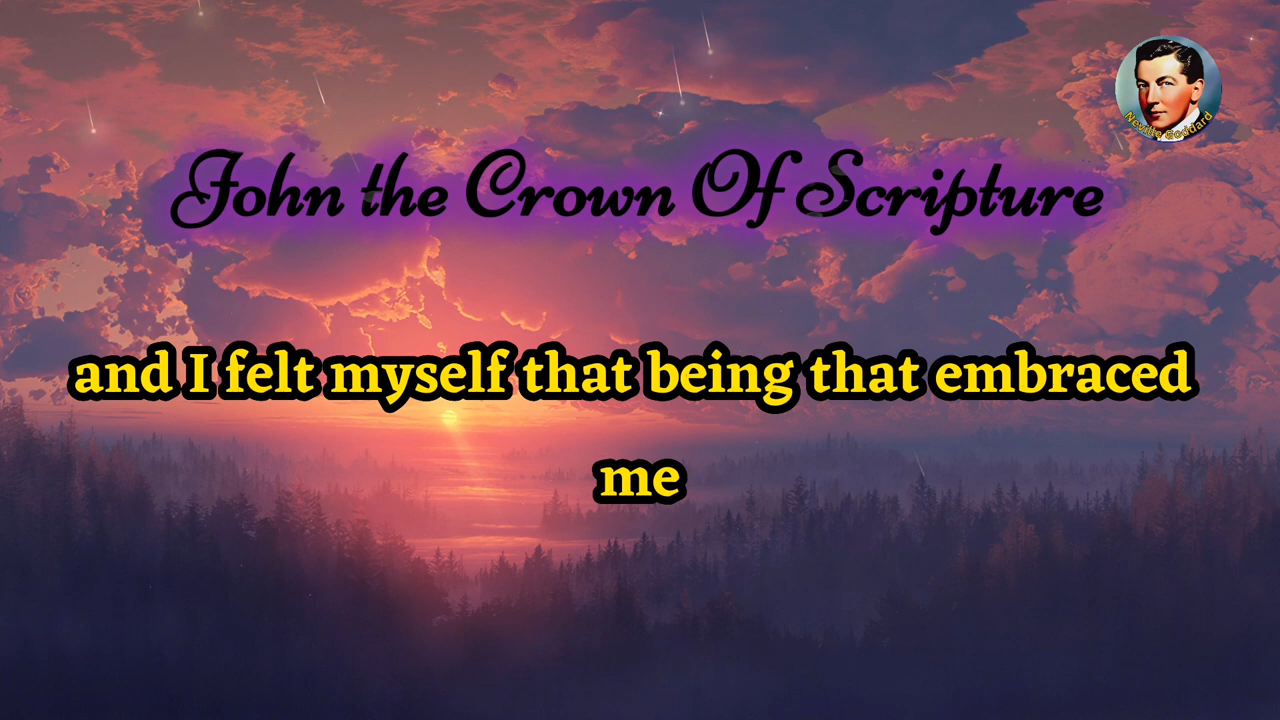 Neville Goddard
John the Crown Of Scripture
and I felt myself that being that embraced
me